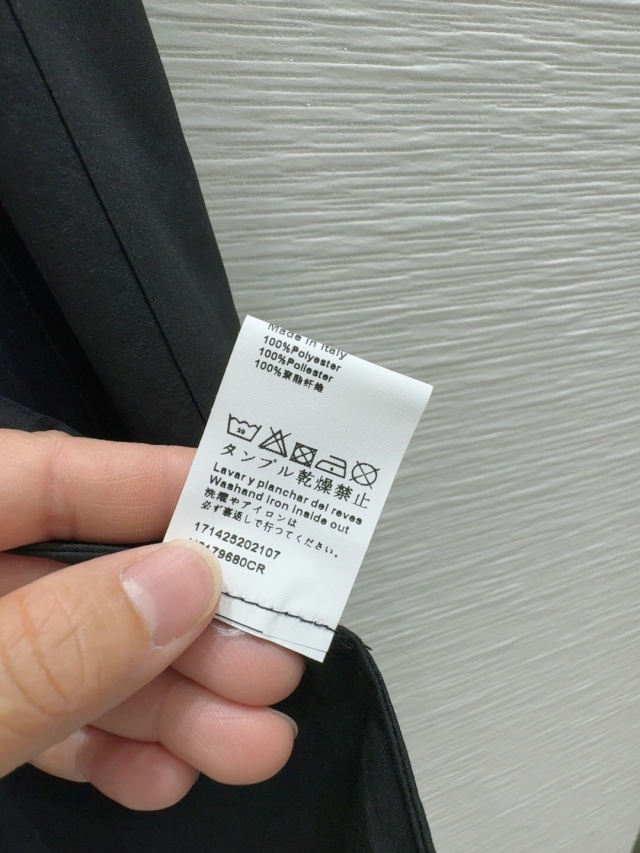 Made in Italy
100%Polyester
100%Poliester
100%聚脂纤维
30
タンブル乾燥禁止
Lavar y planchar del reves
Washand iron inside out
洗濯やアイロンは
必ず裏返しで行ってください。
171425202107
179680CR